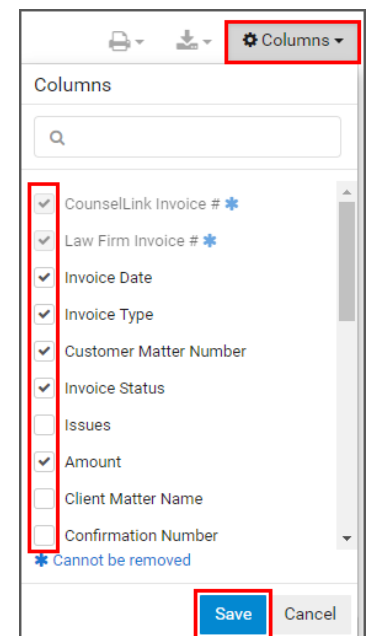 Columns
Columns
CounselLink Invoice # ✱
Law Firm Invoice # ✱
Invoice Date
Invoice Type
Customer Matter Number
Invoice Status
Issues
Amount
Client Matter Name
Confirmation Number
✱ Cannot be removed
Save Cancel